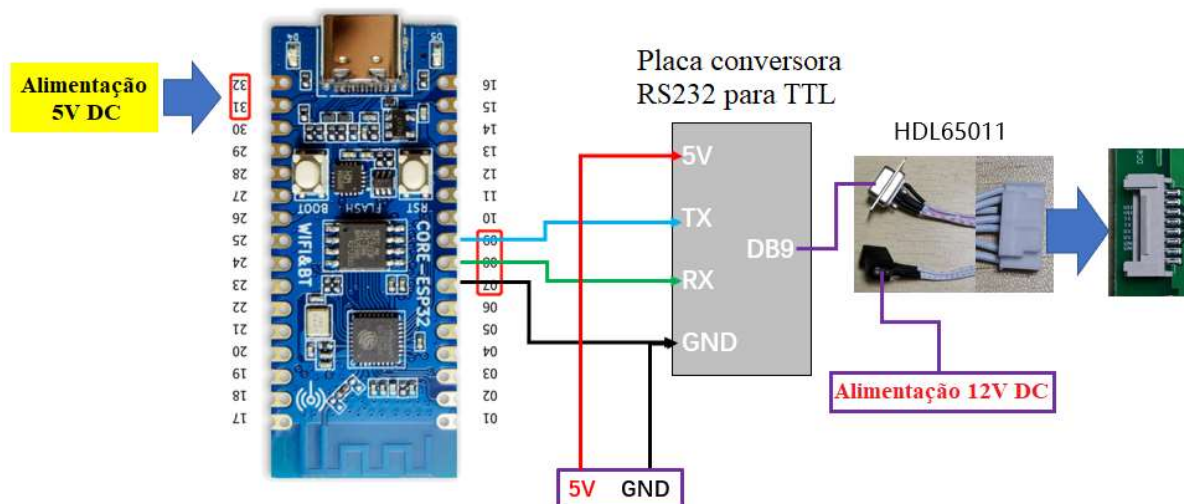 Alimentação
5V DC
D4
D5
32
31
30
29
28
27
26
25
24
23
22
21
20
19
18
17
16
15
14
13
12
11
10
09
08
07
06
05
04
03
02
01
BOOT
FLASH
RST
WIFI&BT
CORE-ESP32
Placa conversora
RS232 para TTL
5V
TX
RX
GND
DB9
HDL65011
Alimentação 12V DC
5V GND